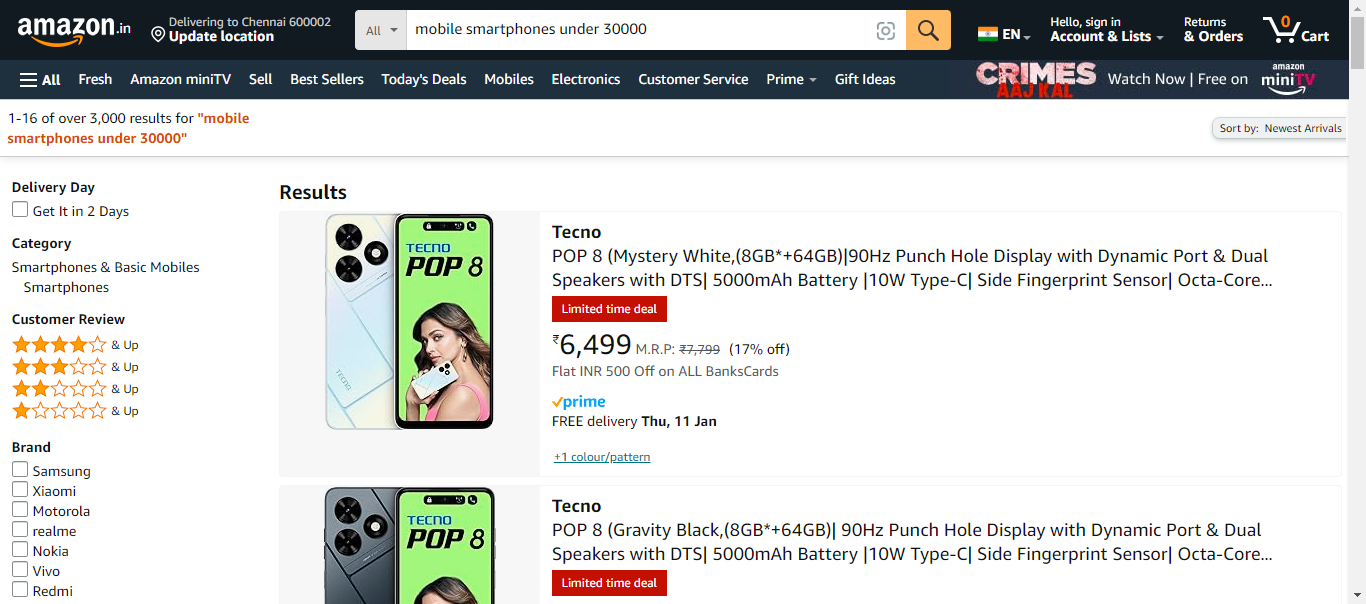 amazon.in
Delivering to Chennai 600002
Update location
All
mobile smartphones under 30000
EN
Hello, sign in
Account & Lists
Returns
& Orders
0
Cart
All
Fresh
Amazon miniTV
Sell
Best Sellers
Today's Deals
Mobiles
Electronics
Customer Service
Prime
Gift Ideas
CRIMES
AAJ KAL
Watch Now | Free on
amazon
miniTV
1-16 of over 3,000 results for "mobile
smartphones under 30000"
Sort by: Newest Arrivals
Delivery Day
Get It in 2 Days
Category
Smartphones & Basic Mobiles
Smartphones
Customer Review
& Up
& Up
& Up
& Up
Brand
Samsung
Xiaomi
Motorola
realme
Nokia
Vivo
Redmi
Results
TECNO
POP 8
TECNO
Tecno
POP 8 (Mystery White,(8GB*+64GB)|90Hz Punch Hole Display with Dynamic Port & Dual
Speakers with DTS| 5000mAh Battery |10W Type-C| Side Fingerprint Sensor| Octa-Core...
Limited time deal
₹6,499 M.R.P: ₹7,799 (17% off)
Flat INR 500 Off on ALL BanksCards
prime
FREE delivery Thu, 11 Jan
+1 colour/pattern
TECNO
POP 8
Tecno
POP 8 (Gravity Black,(8GB*+64GB)| 90Hz Punch Hole Display with Dynamic Port & Dual
Speakers with DTS| 5000mAh Battery |10W Type-C| Side Fingerprint Sensor| Octa-Core...
Limited time deal